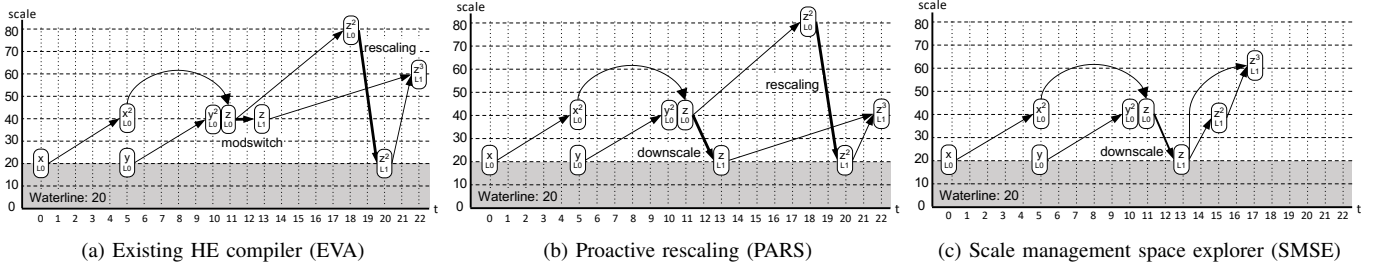 scale
80
70
60
50
40
30
20
10
0
x L0
x² L0
y L0
y² L0
z L0
z L1
z² L0
z² L1
z³ L1
rescaling
modswitch
Waterline: 20
0 1 2 3 4 5 6 7 8 9 10 11 12 13 14 15 16 17 18 19 20 21 22 t
(a) Existing HE compiler (EVA)
scale
80
70
60
50
40
30
20
10
0
x L0
x² L0
y L0
y² L0
z L0
z L1
z² L0
z² L1
z³ L1
rescaling
downscale
Waterline: 20
0 1 2 3 4 5 6 7 8 9 10 11 12 13 14 15 16 17 18 19 20 21 22 t
(b) Proactive rescaling (PARS)
scale
80
70
60
50
40
30
20
10
0
x L0
x² L0
y L0
y² L0
z L0
z L1
z² L1
z³ L1
downscale
Waterline: 20
0 1 2 3 4 5 6 7 8 9 10 11 12 13 14 15 16 17 18 19 20 21 22 t
(c) Scale management space explorer (SMSE)